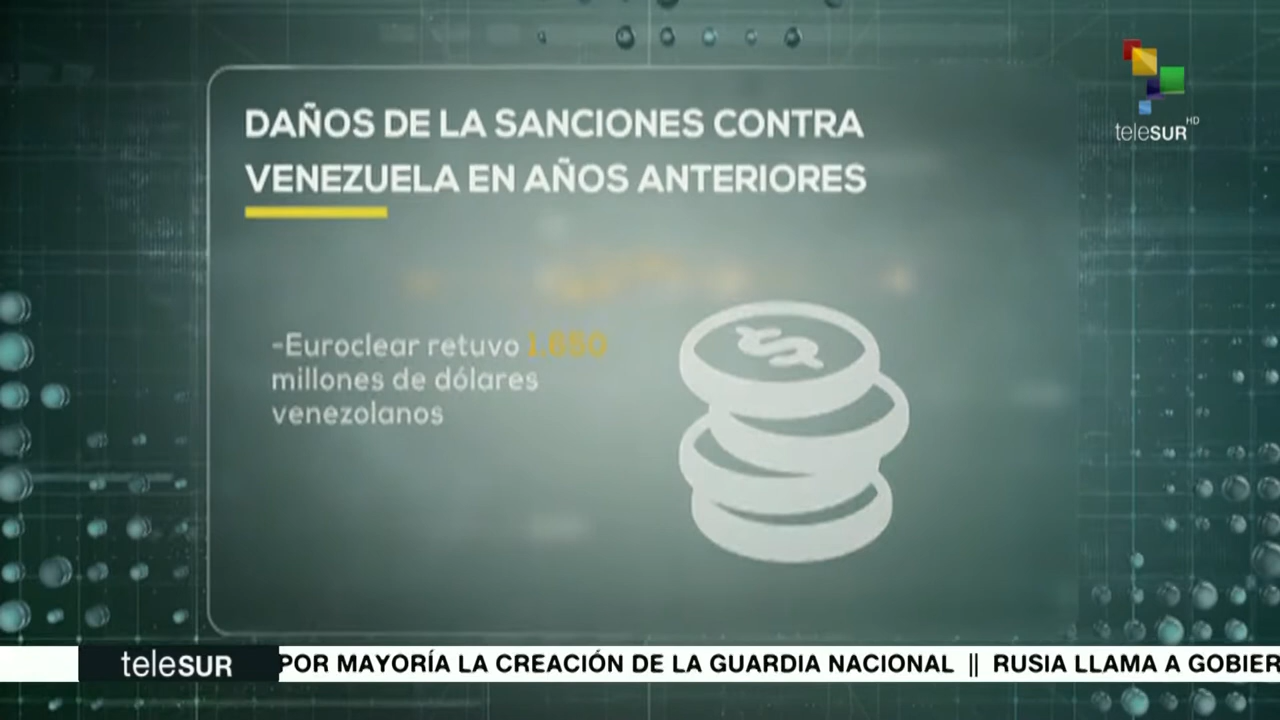 DAÑOS DE LA SANCIONES CONTRA
VENEZUELA EN AÑOS ANTERIORES
teleSUR HD
-Euroclear retuvo 1.650
millones de dólares
venezolanos
$
teleSUR
POR MAYORÍA LA CREACIÓN DE LA GUARDIA NACIONAL || RUSIA LLAMA A GOBIER